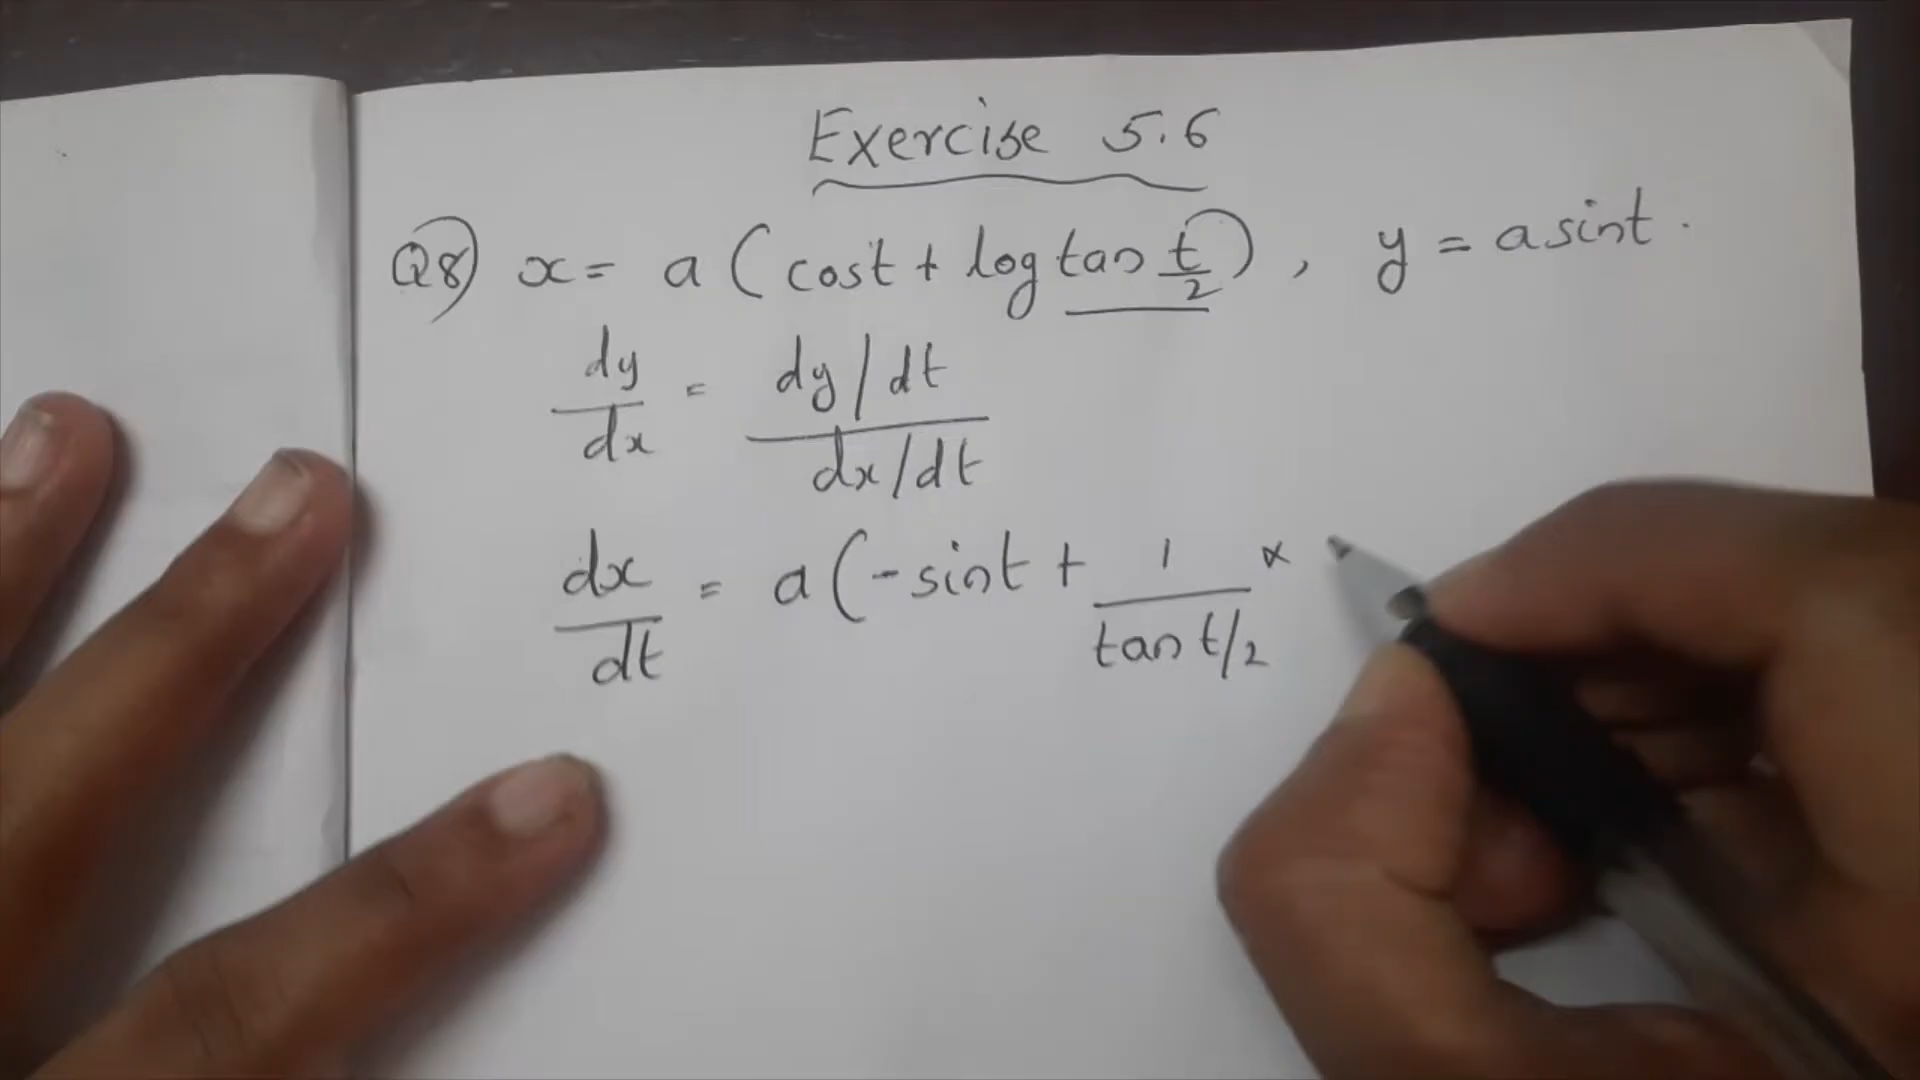 Exercise 5.6
Q8) x = a (cost + log tan t/2) , y = a sint .
dy/dx = (dy/dt)/(dx/dt)
dx/dt = a (-sint + 1/(tan t/2) ×